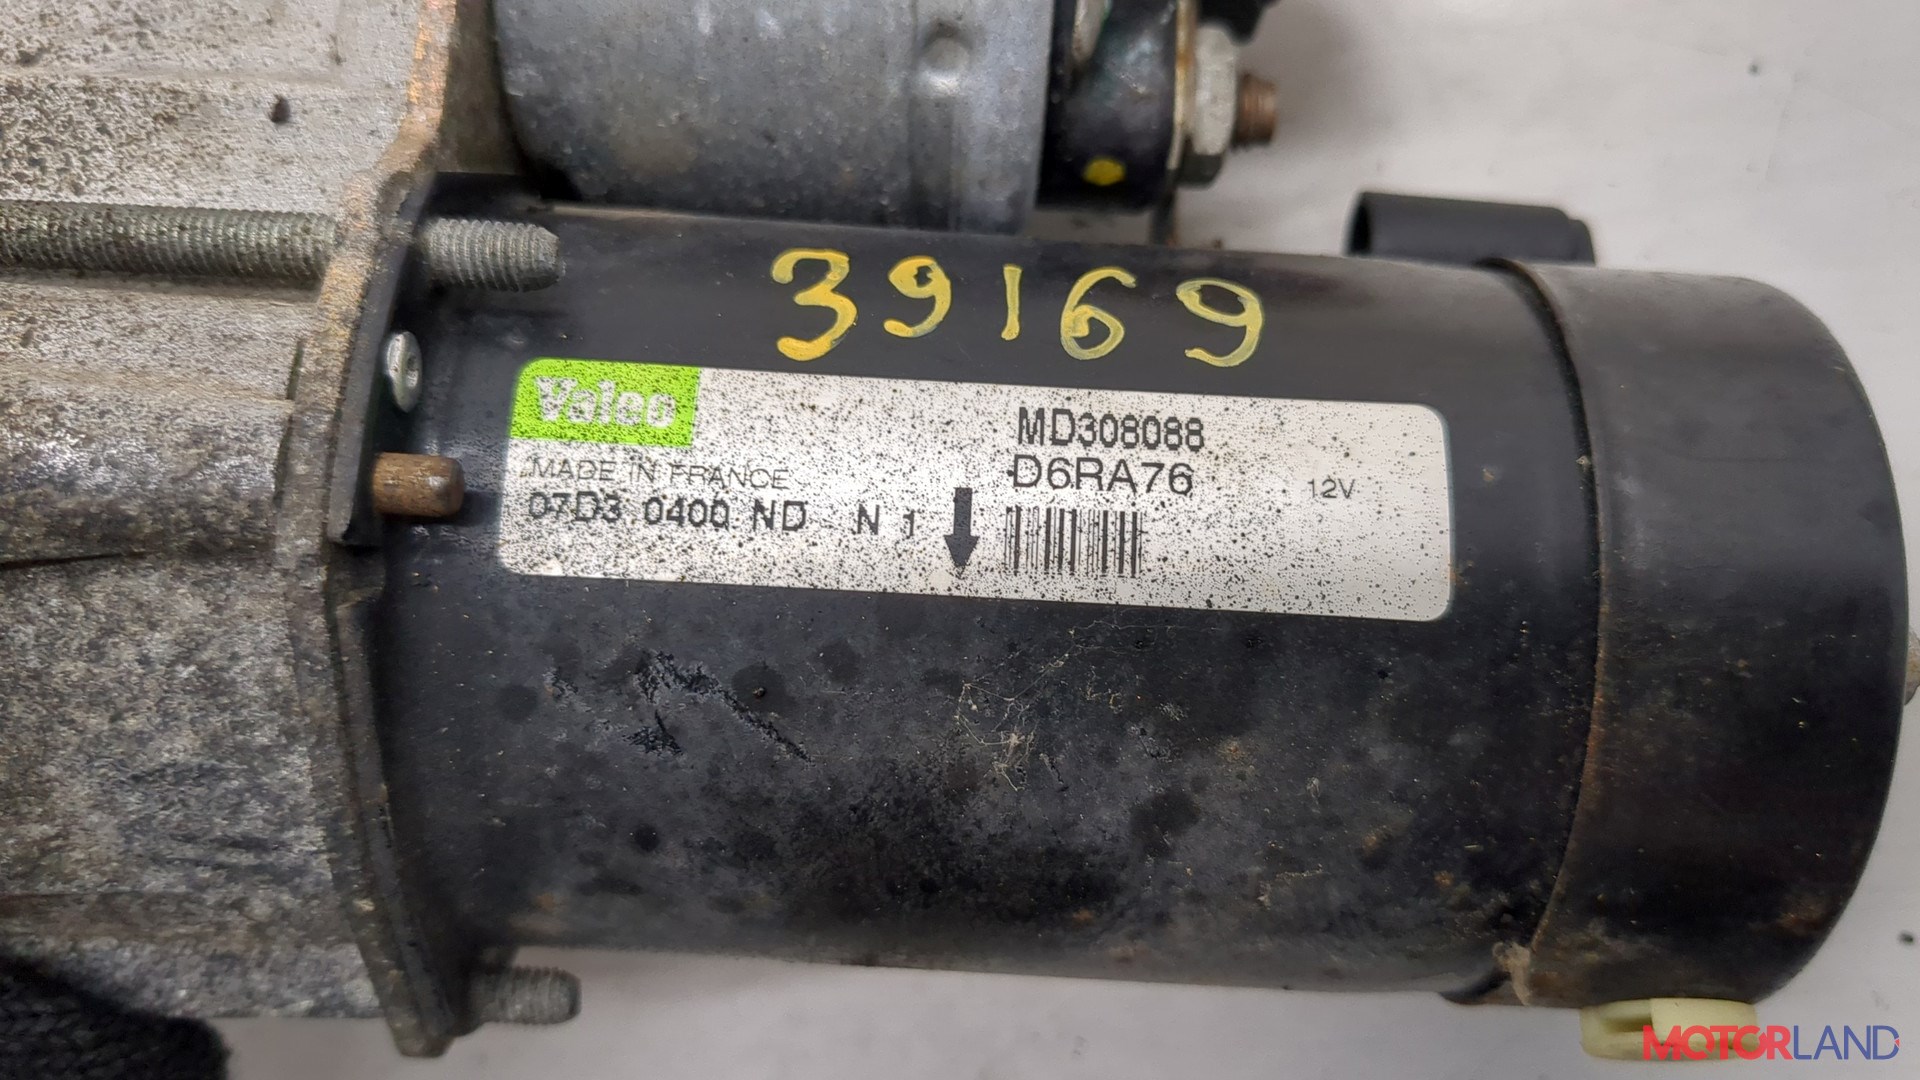 39169
Valeo
MD308088
MADE IN FRANCE
D6RA76
12V
07D3 0400 ND N 1
MOTORLAND